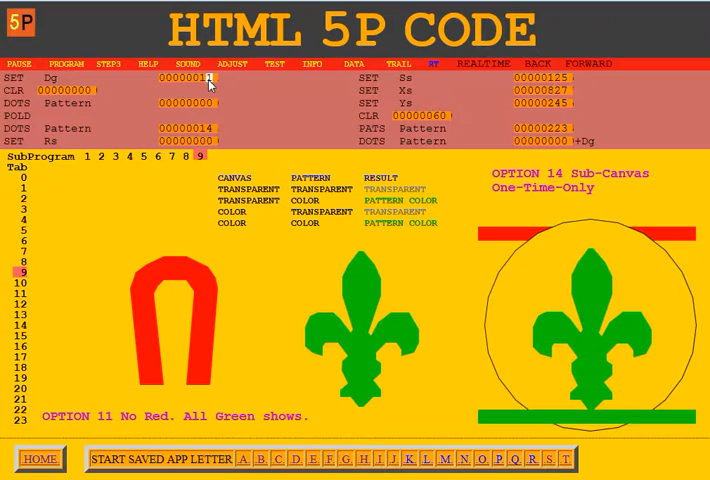 5P
HTML 5P CODE
PAUSE PROGRAM STEP3 HELP SOUND ADJUST TEST INFO DATA TRAIL RT REALTIME BACK FORWARD
SET Dg 00000011 SET Ss 00000125
CLR 00000000 SET Xs 00000827
DOTS Pattern 00000000 SET Ys 00000245
POLD CLR 00000060
DOTS Pattern 00000014 PATS Pattern 00000223
SET Rs 00000000 DOTS Pattern 00000000 +Dg
SubProgram 1 2 3 4 5 6 7 8 9
Tab
0
1
2
3
4
5
6
7
8
9
10
11
12
13
14
15
16
17
18
19
20
21
22
23
CANVAS PATTERN RESULT
TRANSPARENT TRANSPARENT TRANSPARENT
TRANSPARENT COLOR PATTERN COLOR
COLOR TRANSPARENT TRANSPARENT
COLOR COLOR PATTERN COLOR
OPTION 14 Sub-Canvas
One-Time-Only
OPTION 11 No Red. All Green shows.
HOME START SAVED APP LETTER A B C D E F G H I J K L M N O P Q R S T